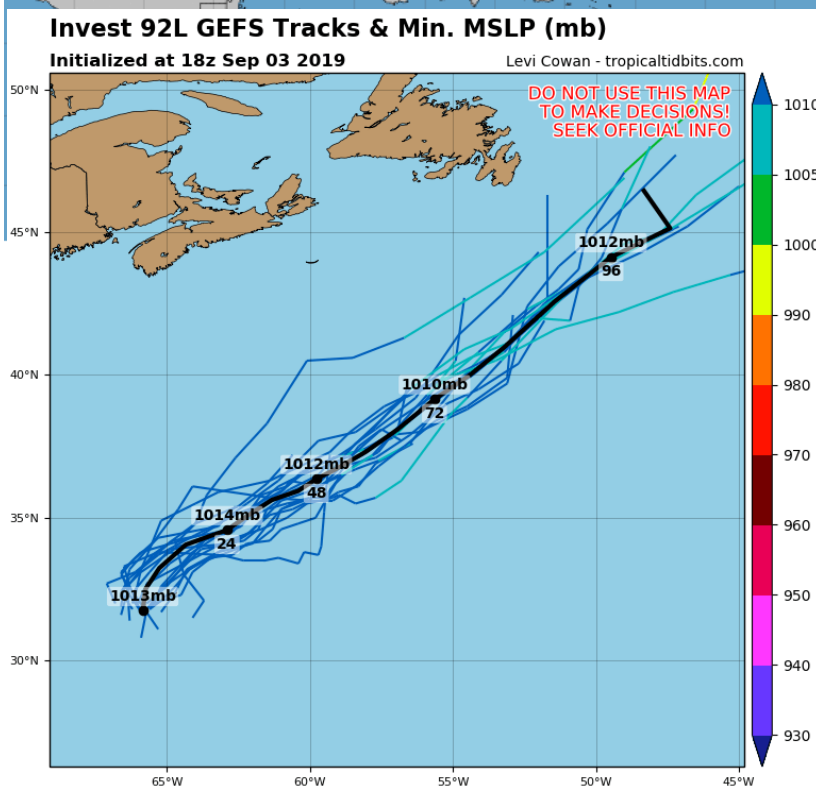 Invest 92L GEFS Tracks & Min. MSLP (mb)
Initialized at 18z Sep 03 2019
Levi Cowan - tropicaltidbits.com
DO NOT USE THIS MAP
TO MAKE DECISIONS!
SEEK OFFICIAL INFO
50°N
45°N
40°N
35°N
30°N
1012mb
96
1010mb
72
1012mb
48
1014mb
24
1013mb
65°W
60°W
55°W
50°W
45°W
1010
1005
1000
990
980
970
960
950
940
930